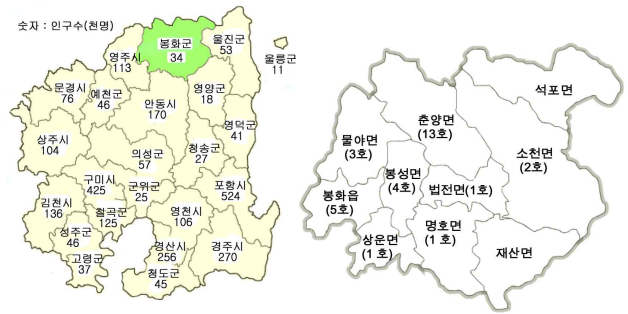 숫자 : 인구수(천명)
봉화군
34
울진군
53
울릉군
11
영주시
113
문경시
76
예천군
46
안동시
170
영양군
18
영덕군
41
상주시
104
의성군
57
청송군
27
구미시
425
군위군
25
포항시
524
김천시
136
칠곡군
125
영천시
106
성주군
46
경산시
256
경주시
270
고령군
37
청도군
45
석포면
춘양면
(13호)
물야면
(3호)
소천면
(2호)
봉성면
(4호)
법전면(1호)
봉화읍
(5호)
명호면
(1 호)
상운면
(1 호)
재산면